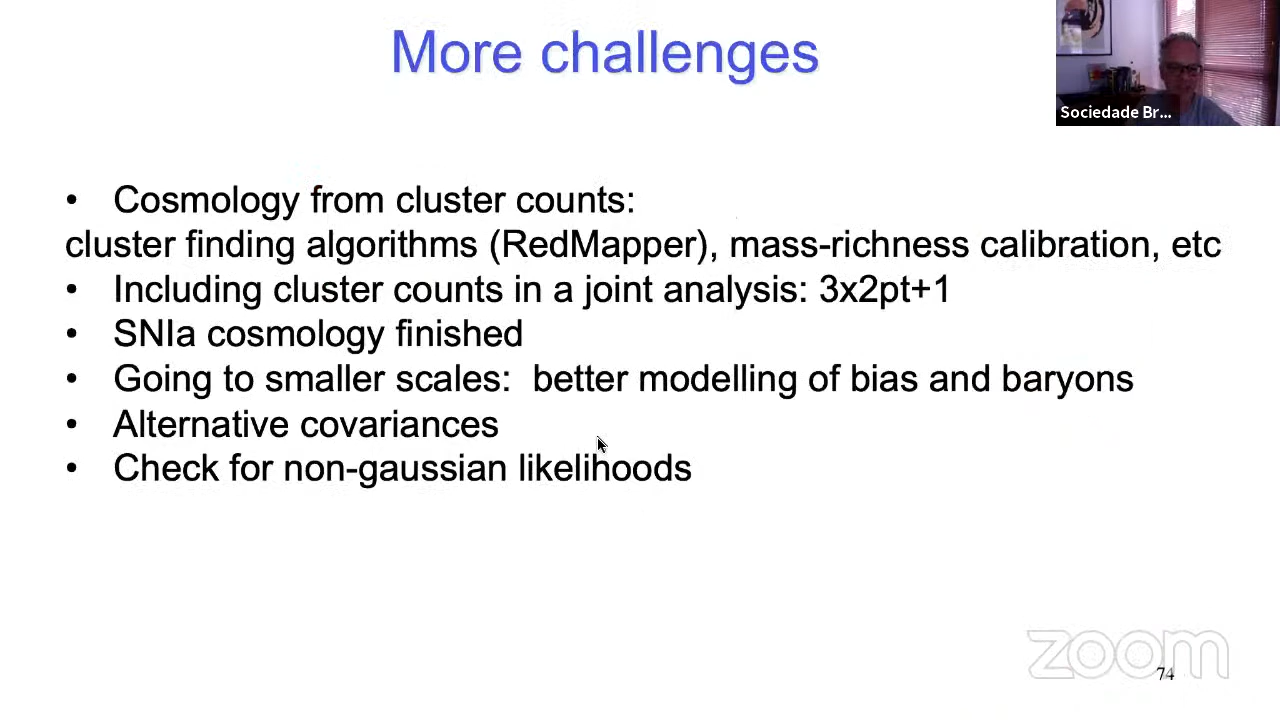 More challenges
Sociedade Br...
• Cosmology from cluster counts:
cluster finding algorithms (RedMapper), mass-richness calibration, etc
• Including cluster counts in a joint analysis: 3x2pt+1
• SNIa cosmology finished
• Going to smaller scales:  better modelling of bias and baryons
• Alternative covariances
• Check for non-gaussian likelihoods
zoom
74